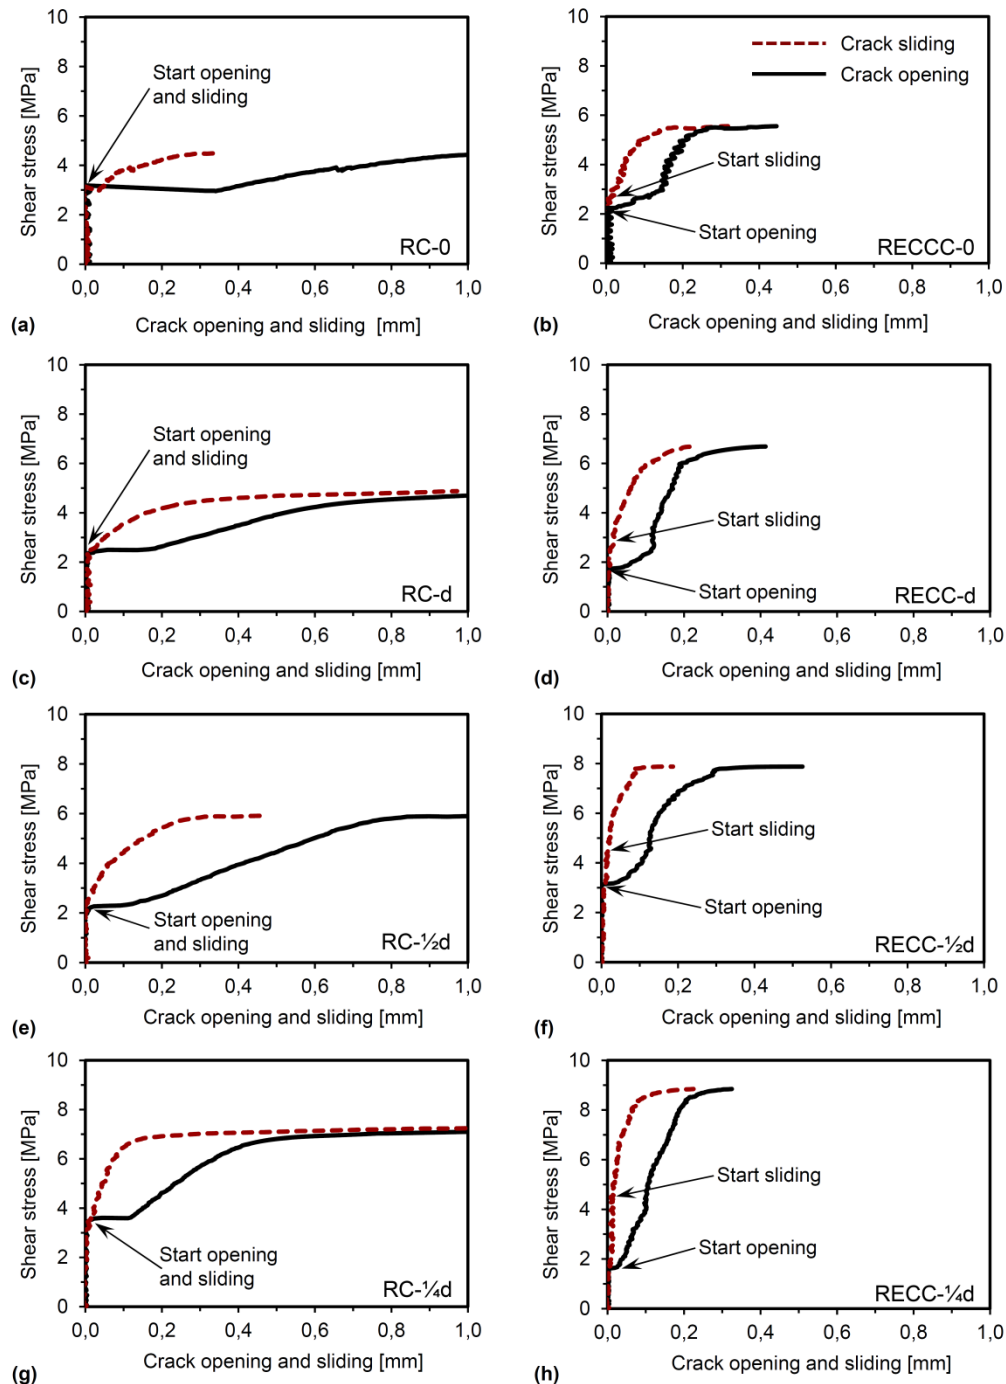 10
8
6
4
2
0
Shear stress [MPa]
Start opening
and sliding
RC-0
0,0 0,2 0,4 0,6 0,8 1,0
(a) Crack opening and sliding [mm]
10
8
6
4
2
0
Shear stress [MPa]
Crack sliding
Crack opening
Start sliding
Start opening
RECCC-0
0,0 0,2 0,4 0,6 0,8 1,0
(b) Crack opening and sliding [mm]
10
8
6
4
2
0
Shear stress [MPa]
Start opening
and sliding
RC-d
0,0 0,2 0,4 0,6 0,8 1,0
(c) Crack opening and sliding [mm]
10
8
6
4
2
0
Shear stress [MPa]
Start sliding
Start opening
RECC-d
0,0 0,2 0,4 0,6 0,8 1,0
(d) Crack opening and sliding [mm]
10
8
6
4
2
0
Shear stress [MPa]
Start opening
and sliding
RC-½d
0,0 0,2 0,4 0,6 0,8 1,0
(e) Crack opening and sliding [mm]
10
8
6
4
2
0
Shear stress [MPa]
Start sliding
Start opening
RECC-½d
0,0 0,2 0,4 0,6 0,8 1,0
(f) Crack opening and sliding [mm]
10
8
6
4
2
0
Shear stress [MPa]
Start opening
and sliding
RC-¼d
0,0 0,2 0,4 0,6 0,8 1,0
(g) Crack opening and sliding [mm]
10
8
6
4
2
0
Shear stress [MPa]
Start sliding
Start opening
RECC-¼d
0,0 0,2 0,4 0,6 0,8 1,0
(h) Crack opening and sliding [mm]